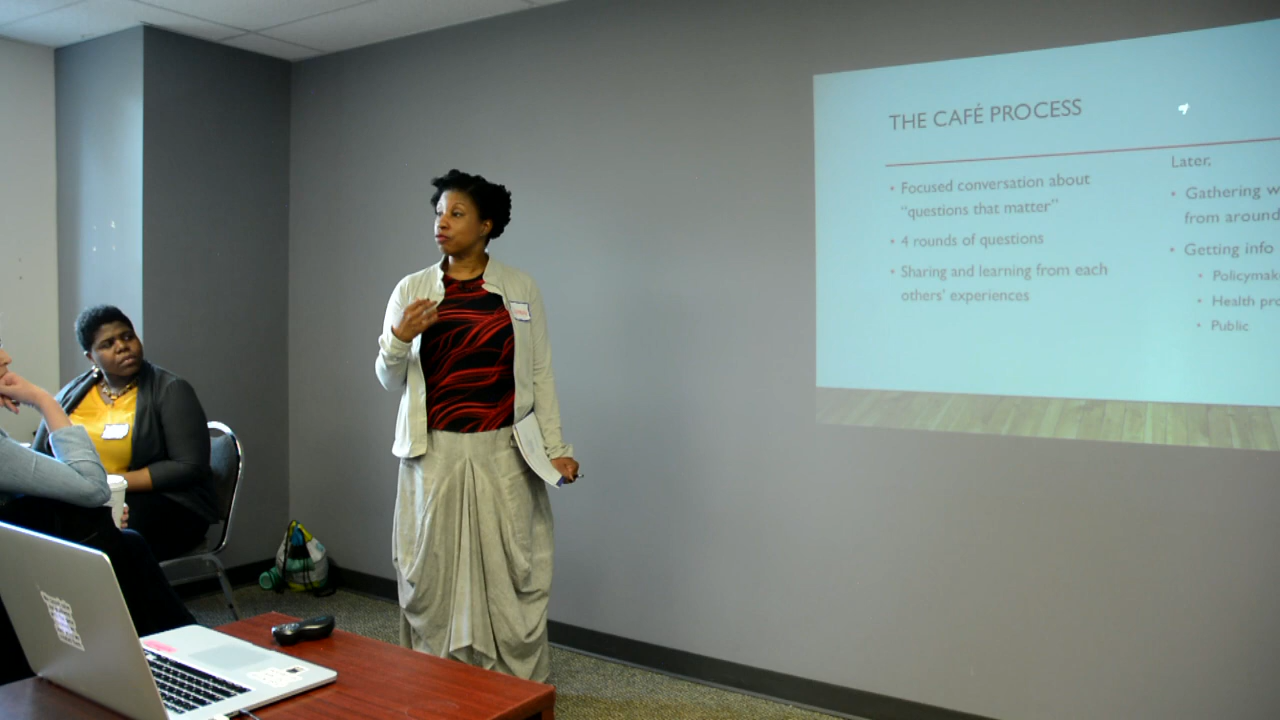 THE CAFÉ PROCESS
• Focused conversation about
“questions that matter”
• 4 rounds of questions
• Sharing and learning from each
others’ experiences
Later,
• Gathering w
from around
• Getting info
• Policymak
• Health pro
• Public